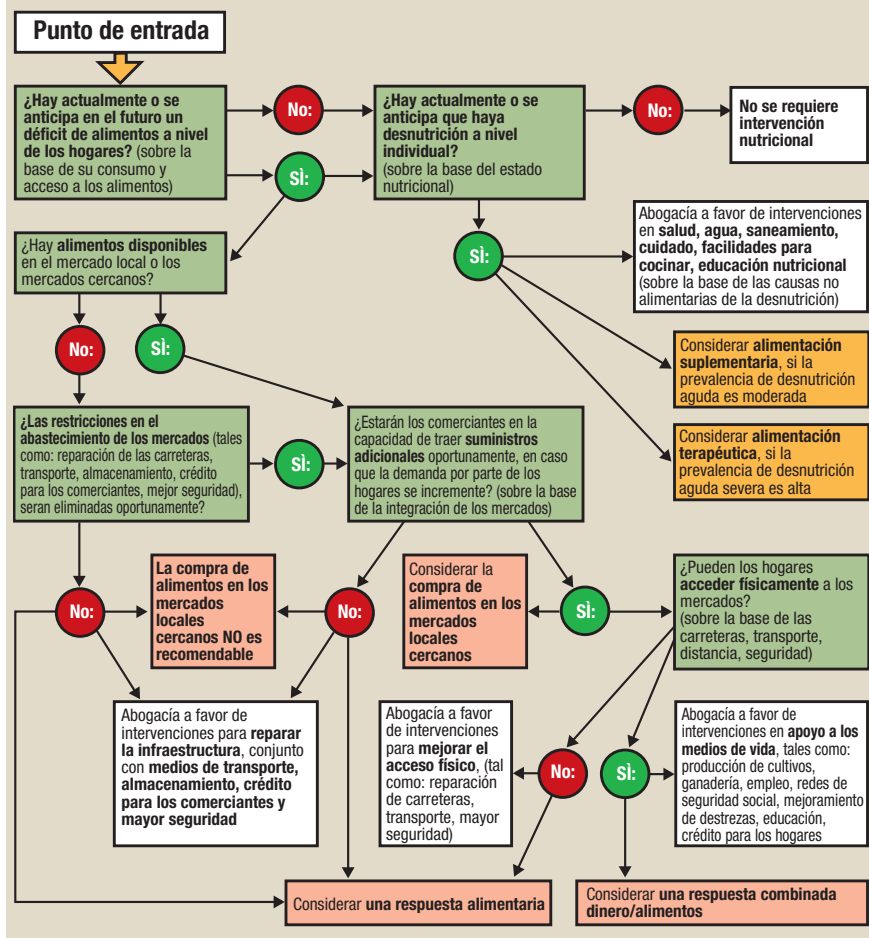 Punto de entrada
¿Hay actualmente o se
anticipa en el futuro un
déficit de alimentos a nivel
de los hogares? (sobre la
base de su consumo y
acceso a los alimentos)
No:
SÌ:
¿Hay actualmente o se
anticipa que haya
desnutrición a nivel
individual?
(sobre la base del estado
nutricional)
No:
No se requiere
intervención
nutricional
SÌ:
Abogacía a favor de intervenciones
en salud, agua, saneamiento,
cuidado, facilidades para
cocinar, educación nutricional
(sobre la base de las causas no
alimentarias de la desnutrición)
Considerar alimentación
suplementaria, si la
prevalencia de desnutrición
aguda es moderada
Considerar alimentación
terapéutica, si la
prevalencia de desnutrición
aguda severa es alta
¿Hay alimentos disponibles
en el mercado local o los
mercados cercanos?
No:
SÌ:
¿Las restricciones en el
abastecimiento de los mercados (tales
como: reparación de las carreteras,
transporte, almacenamiento, crédito
para los comerciantes, mejor seguridad),
seran eliminadas oportunamente?
SÌ:
¿Estarán los comerciantes en la
capacidad de traer suministros
adicionales oportunamente, en caso
que la demanda por parte de los
hogares se incremente? (sobre la base
de la integración de los mercados)
No:
La compra de
alimentos en los
mercados
locales
cercanos NO es
recomendable
No:
Considerar la
compra de
alimentos en los
mercados
locales
cercanos
SÌ:
¿Pueden los hogares
acceder físicamente a los
mercados?
(sobre la base de las
carreteras, transporte,
distancia, seguridad)
Abogacía a favor de
intervenciones para reparar
la infraestructura, conjunto
con medios de transporte,
almacenamiento, crédito
para los comerciantes y
mayor seguridad
Abogacía a favor
de intervenciones
para mejorar el
acceso físico, (tal
como: reparación
de carreteras,
transporte, mayor
seguridad)
No:
SÌ:
Abogacía a favor de
intervenciones en apoyo a los
medios de vida, tales como:
producción de cultivos,
ganadería, empleo, redes de
seguridad social, mejoramiento
de destrezas, educación,
crédito para los hogares
Considerar una respuesta alimentaria
Considerar una respuesta combinada
dinero/alimentos